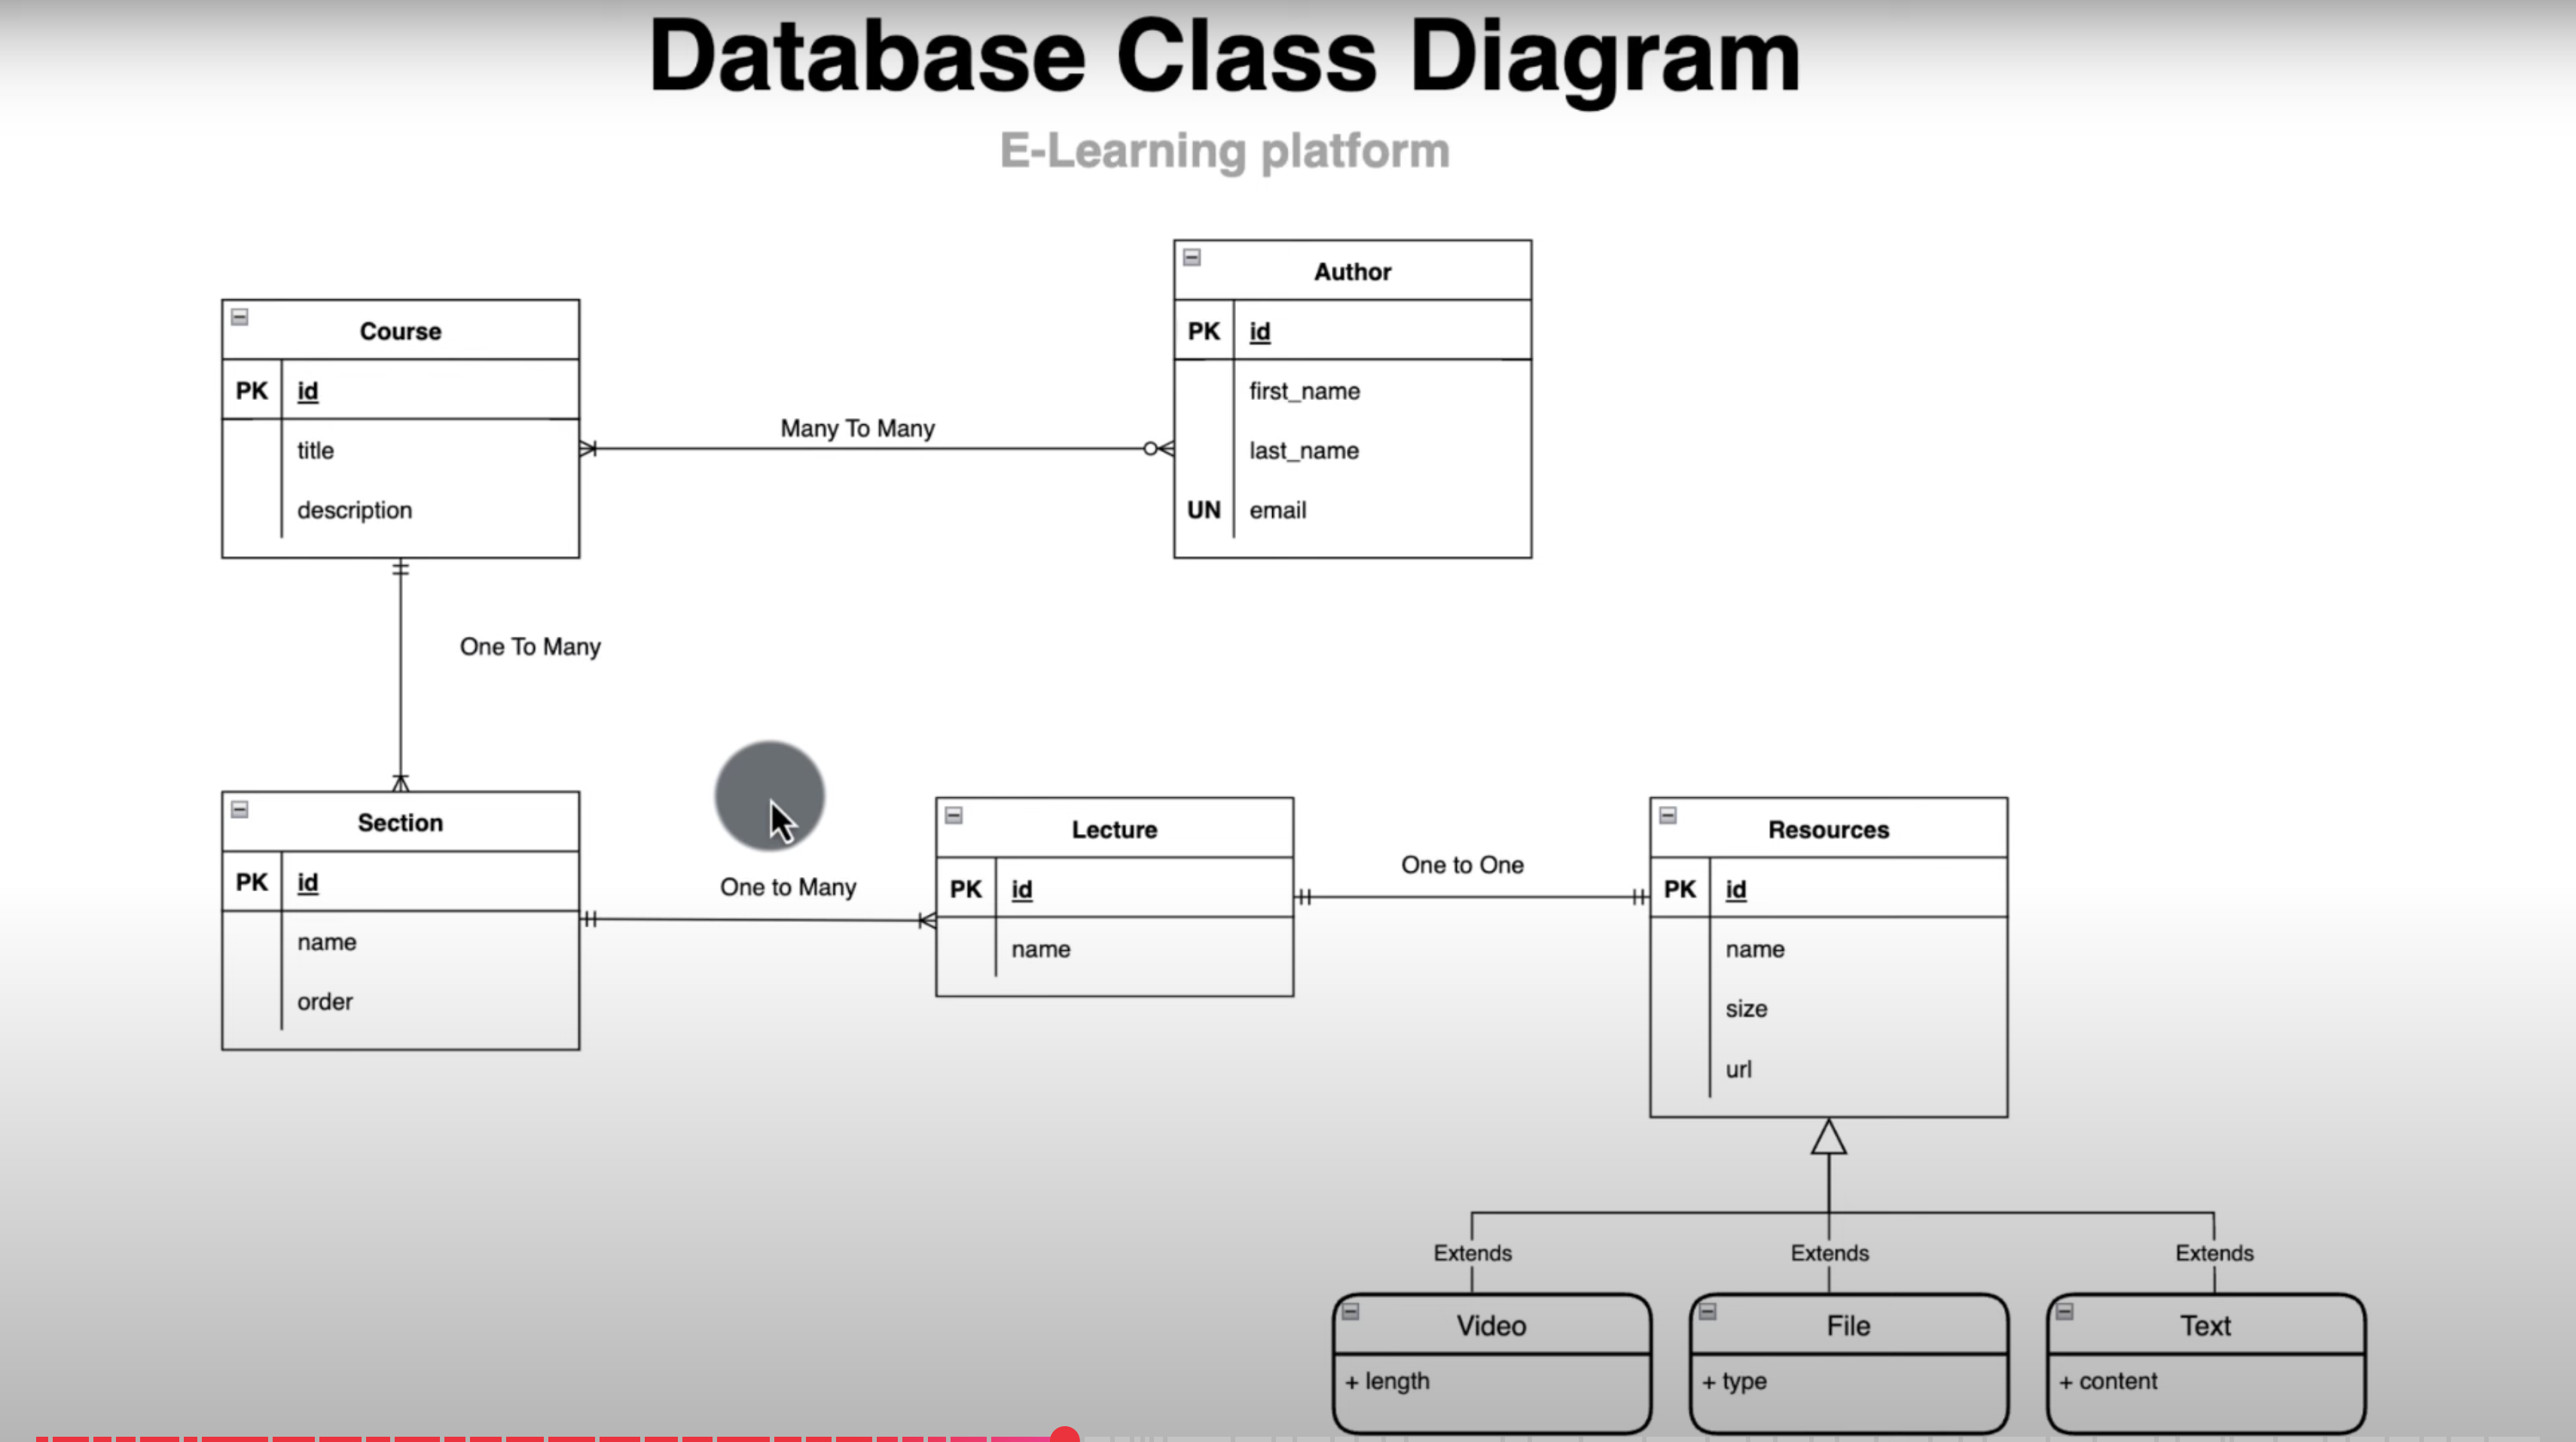 Database Class Diagram
E-Learning platform
Author
PK id
first_name
last_name
UN email
Course
PK id
title
description
Many To Many
One To Many
Section
PK id
name
order
One to Many
Lecture
PK id
name
One to One
Resources
PK id
name
size
url
Extends
Extends
Extends
Video
+ length
File
+ type
Text
+ content